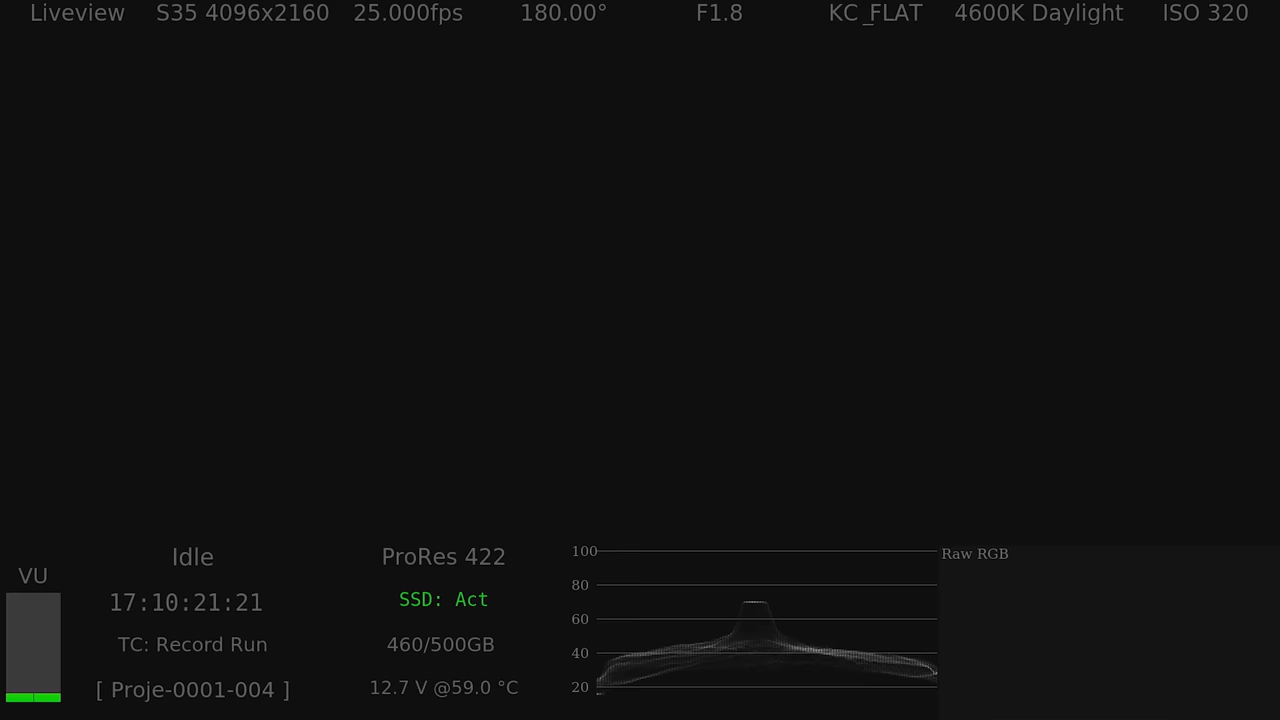 Liveview S35 4096x2160 25.000fps 180.00° F1.8 KC_FLAT 4600K Daylight ISO 320
VU
Idle
17:10:21:21
TC: Record Run
[ Proje-0001-004 ]
ProRes 422
SSD: Act
460/500GB
12.7 V @59.0 °C
100
80
60
40
20
Raw RGB